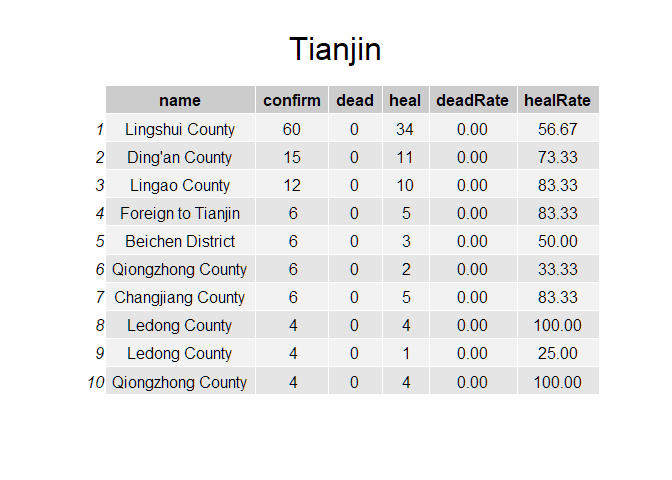 Tianjin
name confirm dead heal deadRate healRate
1 Lingshui County 60 0 34 0.00 56.67
2 Ding'an County 15 0 11 0.00 73.33
3 Lingao County 12 0 10 0.00 83.33
4 Foreign to Tianjin 6 0 5 0.00 83.33
5 Beichen District 6 0 3 0.00 50.00
6 Qiongzhong County 6 0 2 0.00 33.33
7 Changjiang County 6 0 5 0.00 83.33
8 Ledong County 4 0 4 0.00 100.00
9 Ledong County 4 0 1 0.00 25.00
10 Qiongzhong County 4 0 4 0.00 100.00